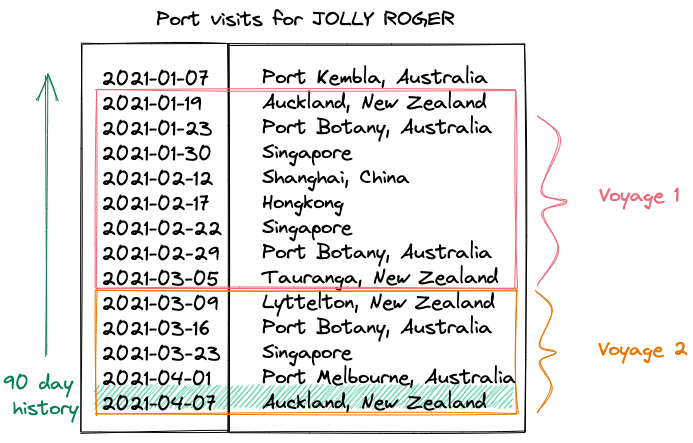 Port visits for JOLLY ROGER
2021-01-07 Port Kembla, Australia
2021-01-19 Auckland, New Zealand
2021-01-23 Port Botany, Australia
2021-01-30 Singapore
2021-02-12 Shanghai, China
2021-02-17 Hongkong
2021-02-22 Singapore
2021-02-29 Port Botany, Australia
2021-03-05 Tauranga, New Zealand
2021-03-09 Lyttelton, New Zealand
2021-03-16 Port Botany, Australia
2021-03-23 Singapore
2021-04-01 Port Melbourne, Australia
2021-04-07 Auckland, New Zealand
Voyage 1
Voyage 2
90 day
history